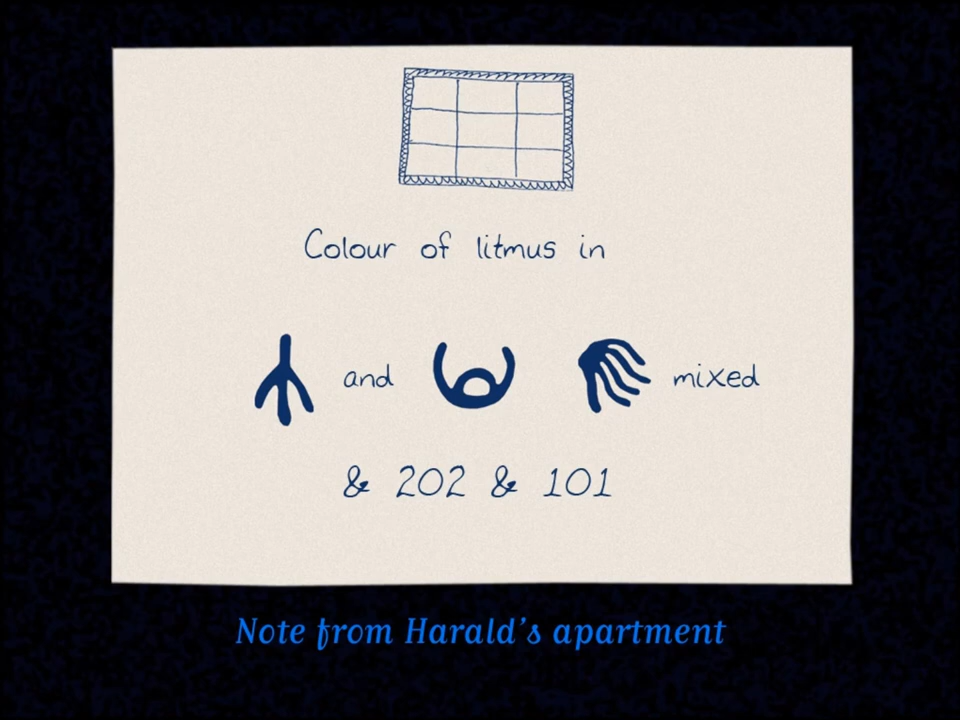 Colour of litmus in
and mixed
& 202 & 101
Note from Harald's apartment